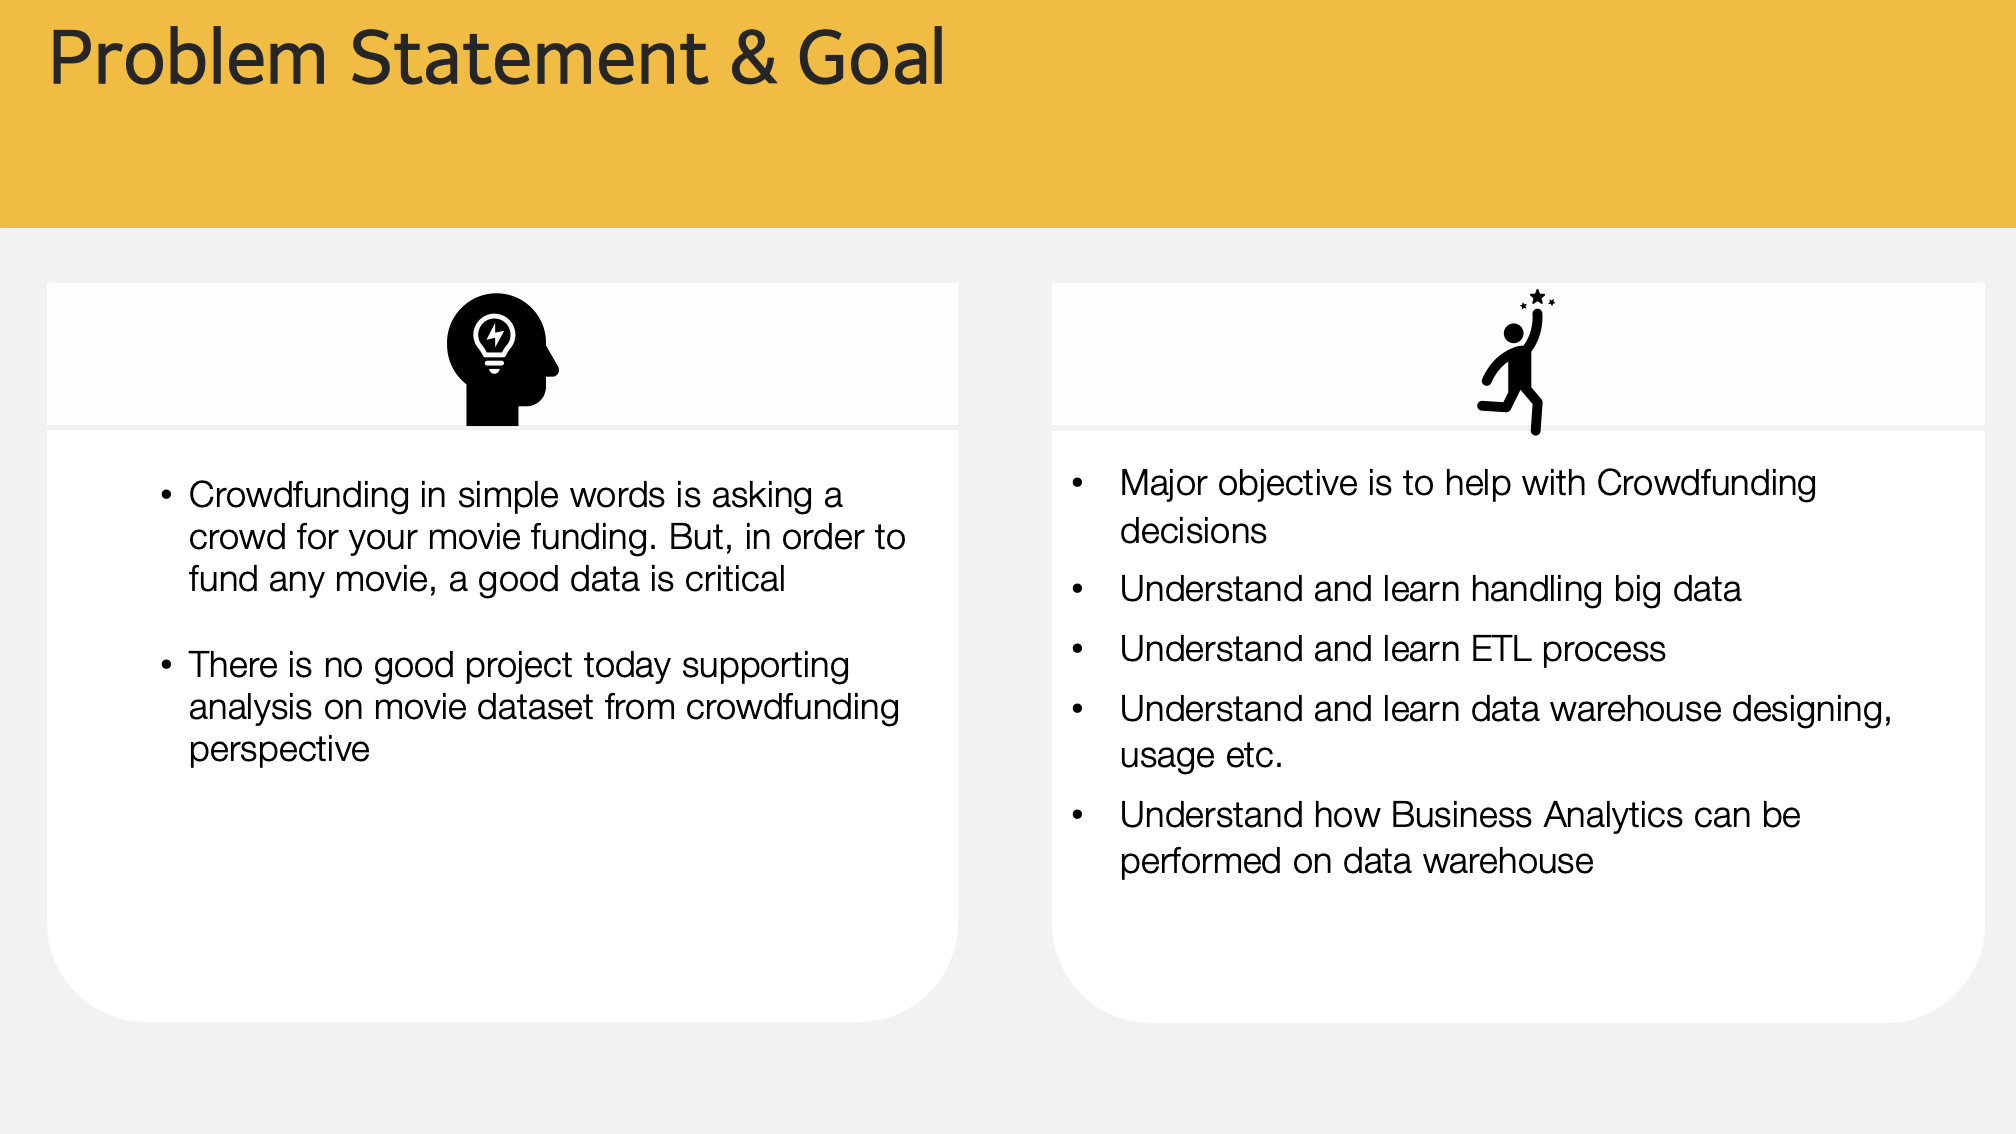 Problem Statement & Goal
• Crowdfunding in simple words is asking a
crowd for your movie funding. But, in order to
fund any movie, a good data is critical
• There is no good project today supporting
analysis on movie dataset from crowdfunding
perspective
• Major objective is to help with Crowdfunding
decisions
• Understand and learn handling big data
• Understand and learn ETL process
• Understand and learn data warehouse designing,
usage etc.
• Understand how Business Analytics can be
performed on data warehouse